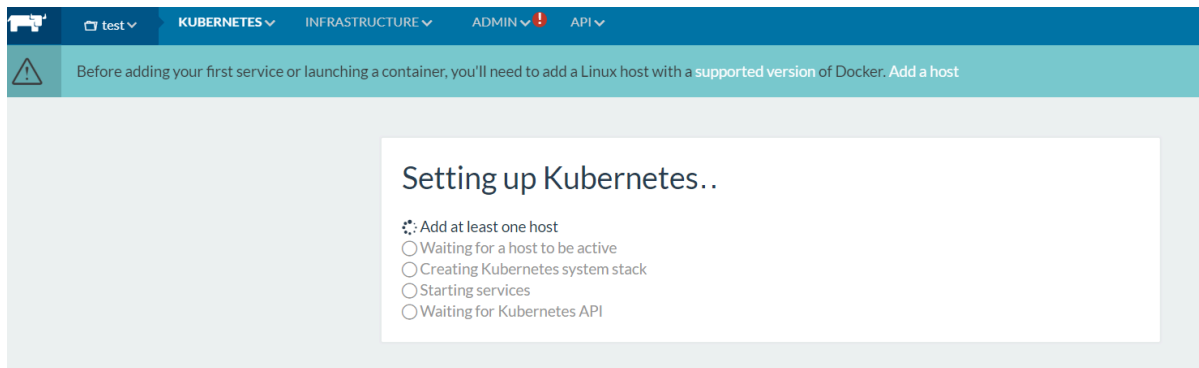 test KUBERNETES INFRASTRUCTURE ADMIN ! API
Before adding your first service or launching a container, you'll need to add a Linux host with a supported version of Docker. Add a host
Setting up Kubernetes..
Add at least one host
Waiting for a host to be active
Creating Kubernetes system stack
Starting services
Waiting for Kubernetes API